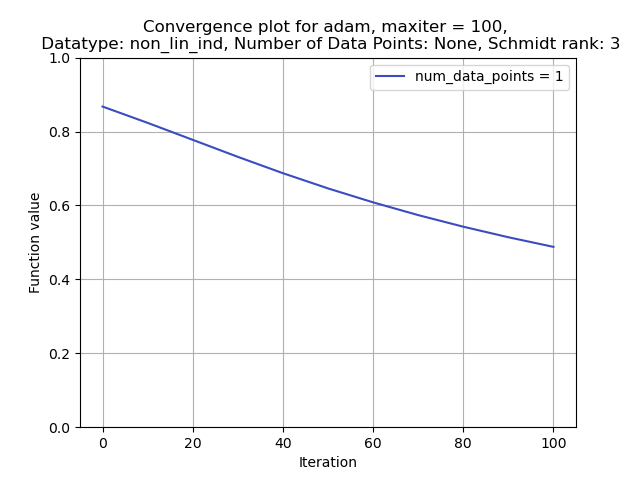 Convergence plot for adam, maxiter = 100,
Datatype: non_lin_ind, Number of Data Points: None, Schmidt rank: 3
num_data_points = 1
Function value
1.0
0.8
0.6
0.4
0.2
0.0
0 20 40 60 80 100
Iteration